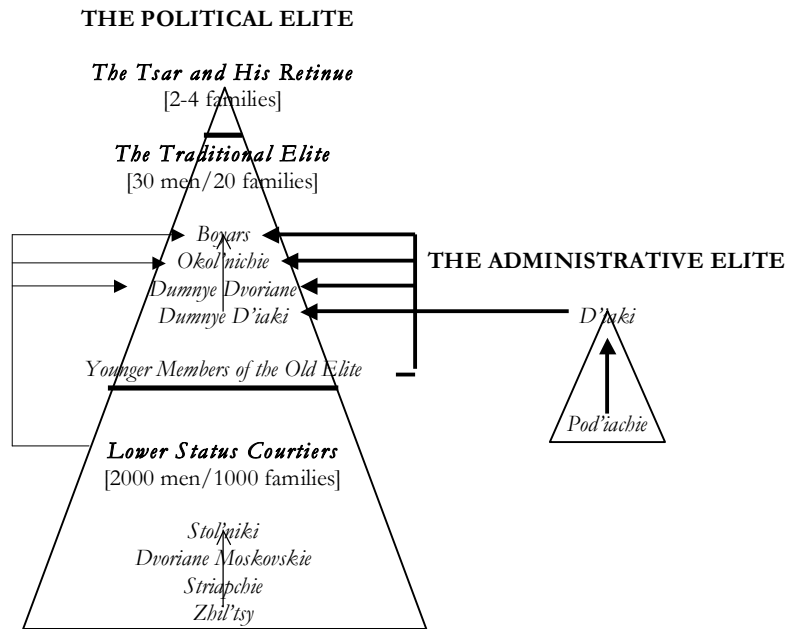 THE POLITICAL ELITE
The Tsar and His Retinue
[2-4 families]
The Traditional Elite
[30 men/20 families]
Boyars
Okol'nichie
THE ADMINISTRATIVE ELITE
Dumnye Dvoriane
Dumnye D'iaki
D'iaki
Younger Members of the Old Elite
Pod'iachie
Lower Status Courtiers
[2000 men/1000 families]
Stol'niki
Dvoriane Moskovskie
Striapchie
Zhil'tsy